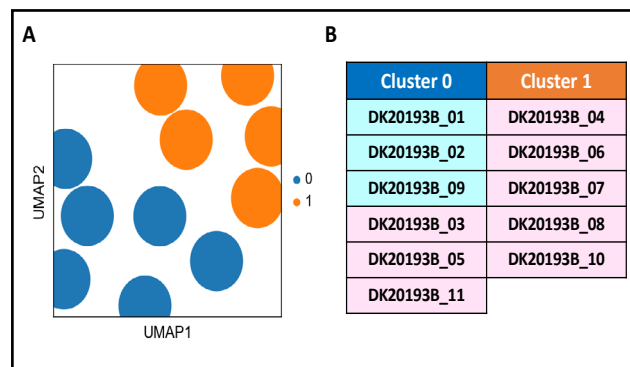 A
UMAP2
UMAP1
0
1
B
Cluster 0 Cluster 1
DK20193B_01 DK20193B_04
DK20193B_02 DK20193B_06
DK20193B_09 DK20193B_07
DK20193B_03 DK20193B_08
DK20193B_05 DK20193B_10
DK20193B_11